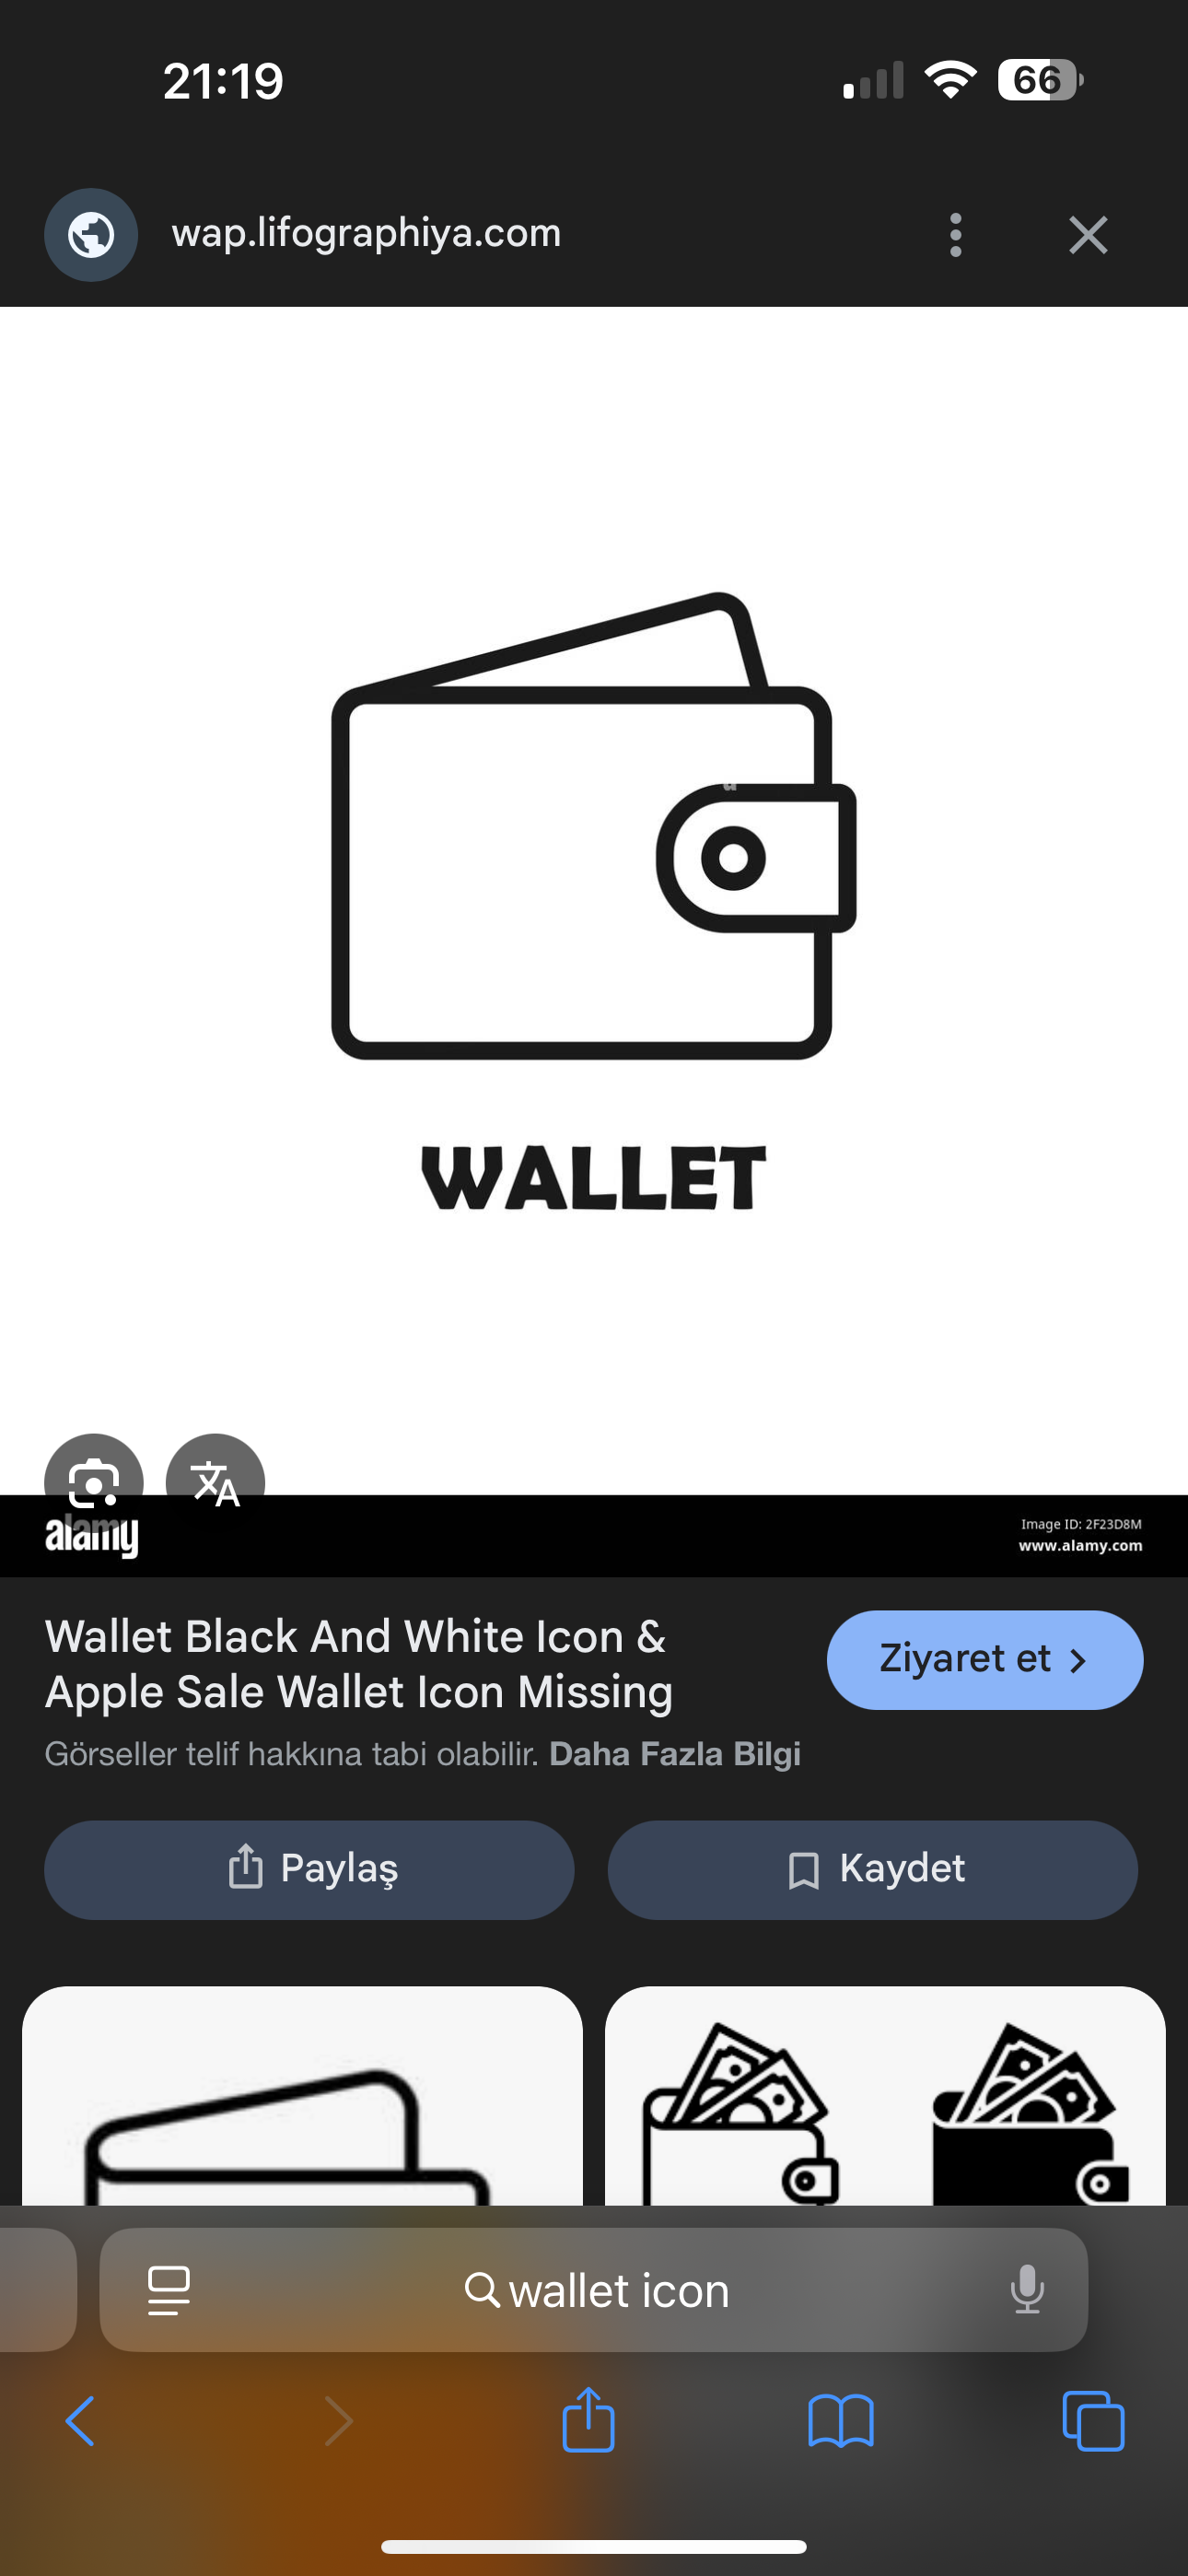 21:19
66
wap.lifographiya.com
WALLET
alamy
Image ID: 2F23D8M
www.alamy.com
Wallet Black And White Icon &
Apple Sale Wallet Icon Missing
Ziyaret et
Görseller telif hakkına tabi olabilir. Daha Fazla Bilgi
Paylaş
Kaydet
wallet icon